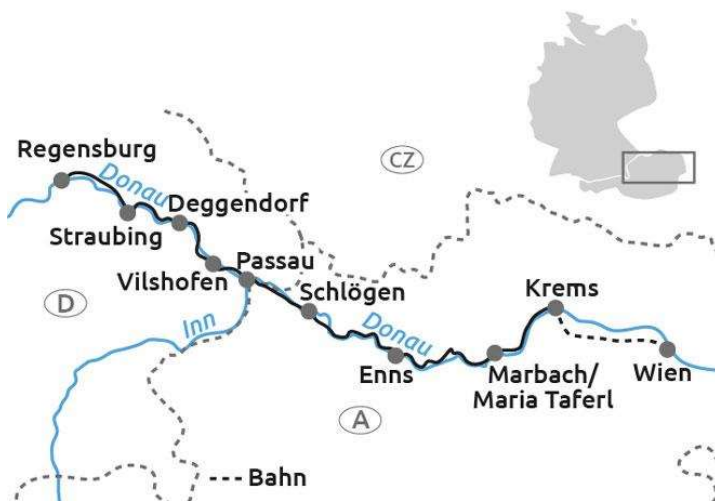 CZ
Regensburg
Donau
Deggendorf
Straubing
Passau
Vilshofen
Schlögen
Krems
D
Inn
Donau
Enns
Marbach/
Maria Taferl
Wien
A
Bahn